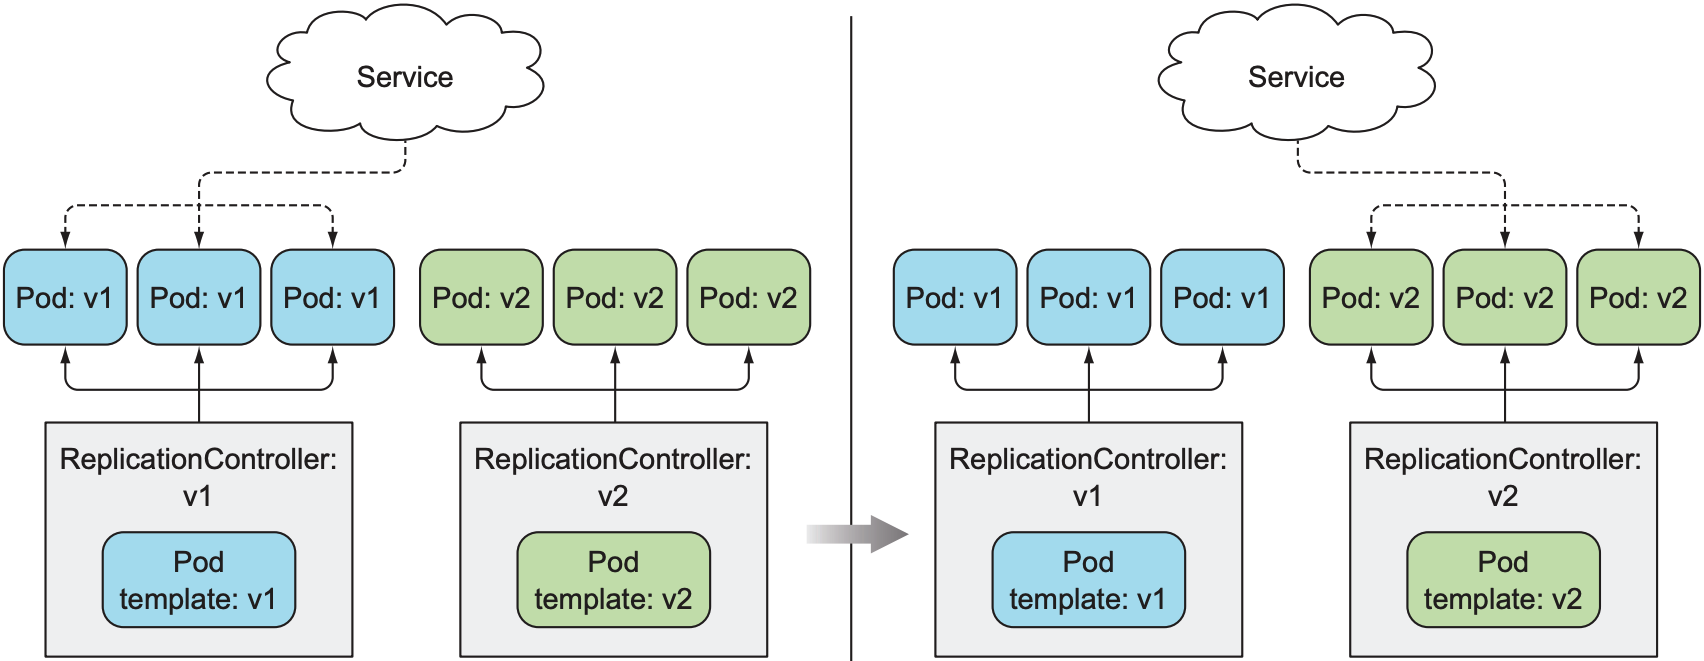 Service
Pod: v1
Pod: v1
Pod: v1
Pod: v2
Pod: v2
Pod: v2
ReplicationController:
v1
Pod
template: v1
ReplicationController:
v2
Pod
template: v2
Service
Pod: v1
Pod: v1
Pod: v1
Pod: v2
Pod: v2
Pod: v2
ReplicationController:
v1
Pod
template: v1
ReplicationController:
v2
Pod
template: v2